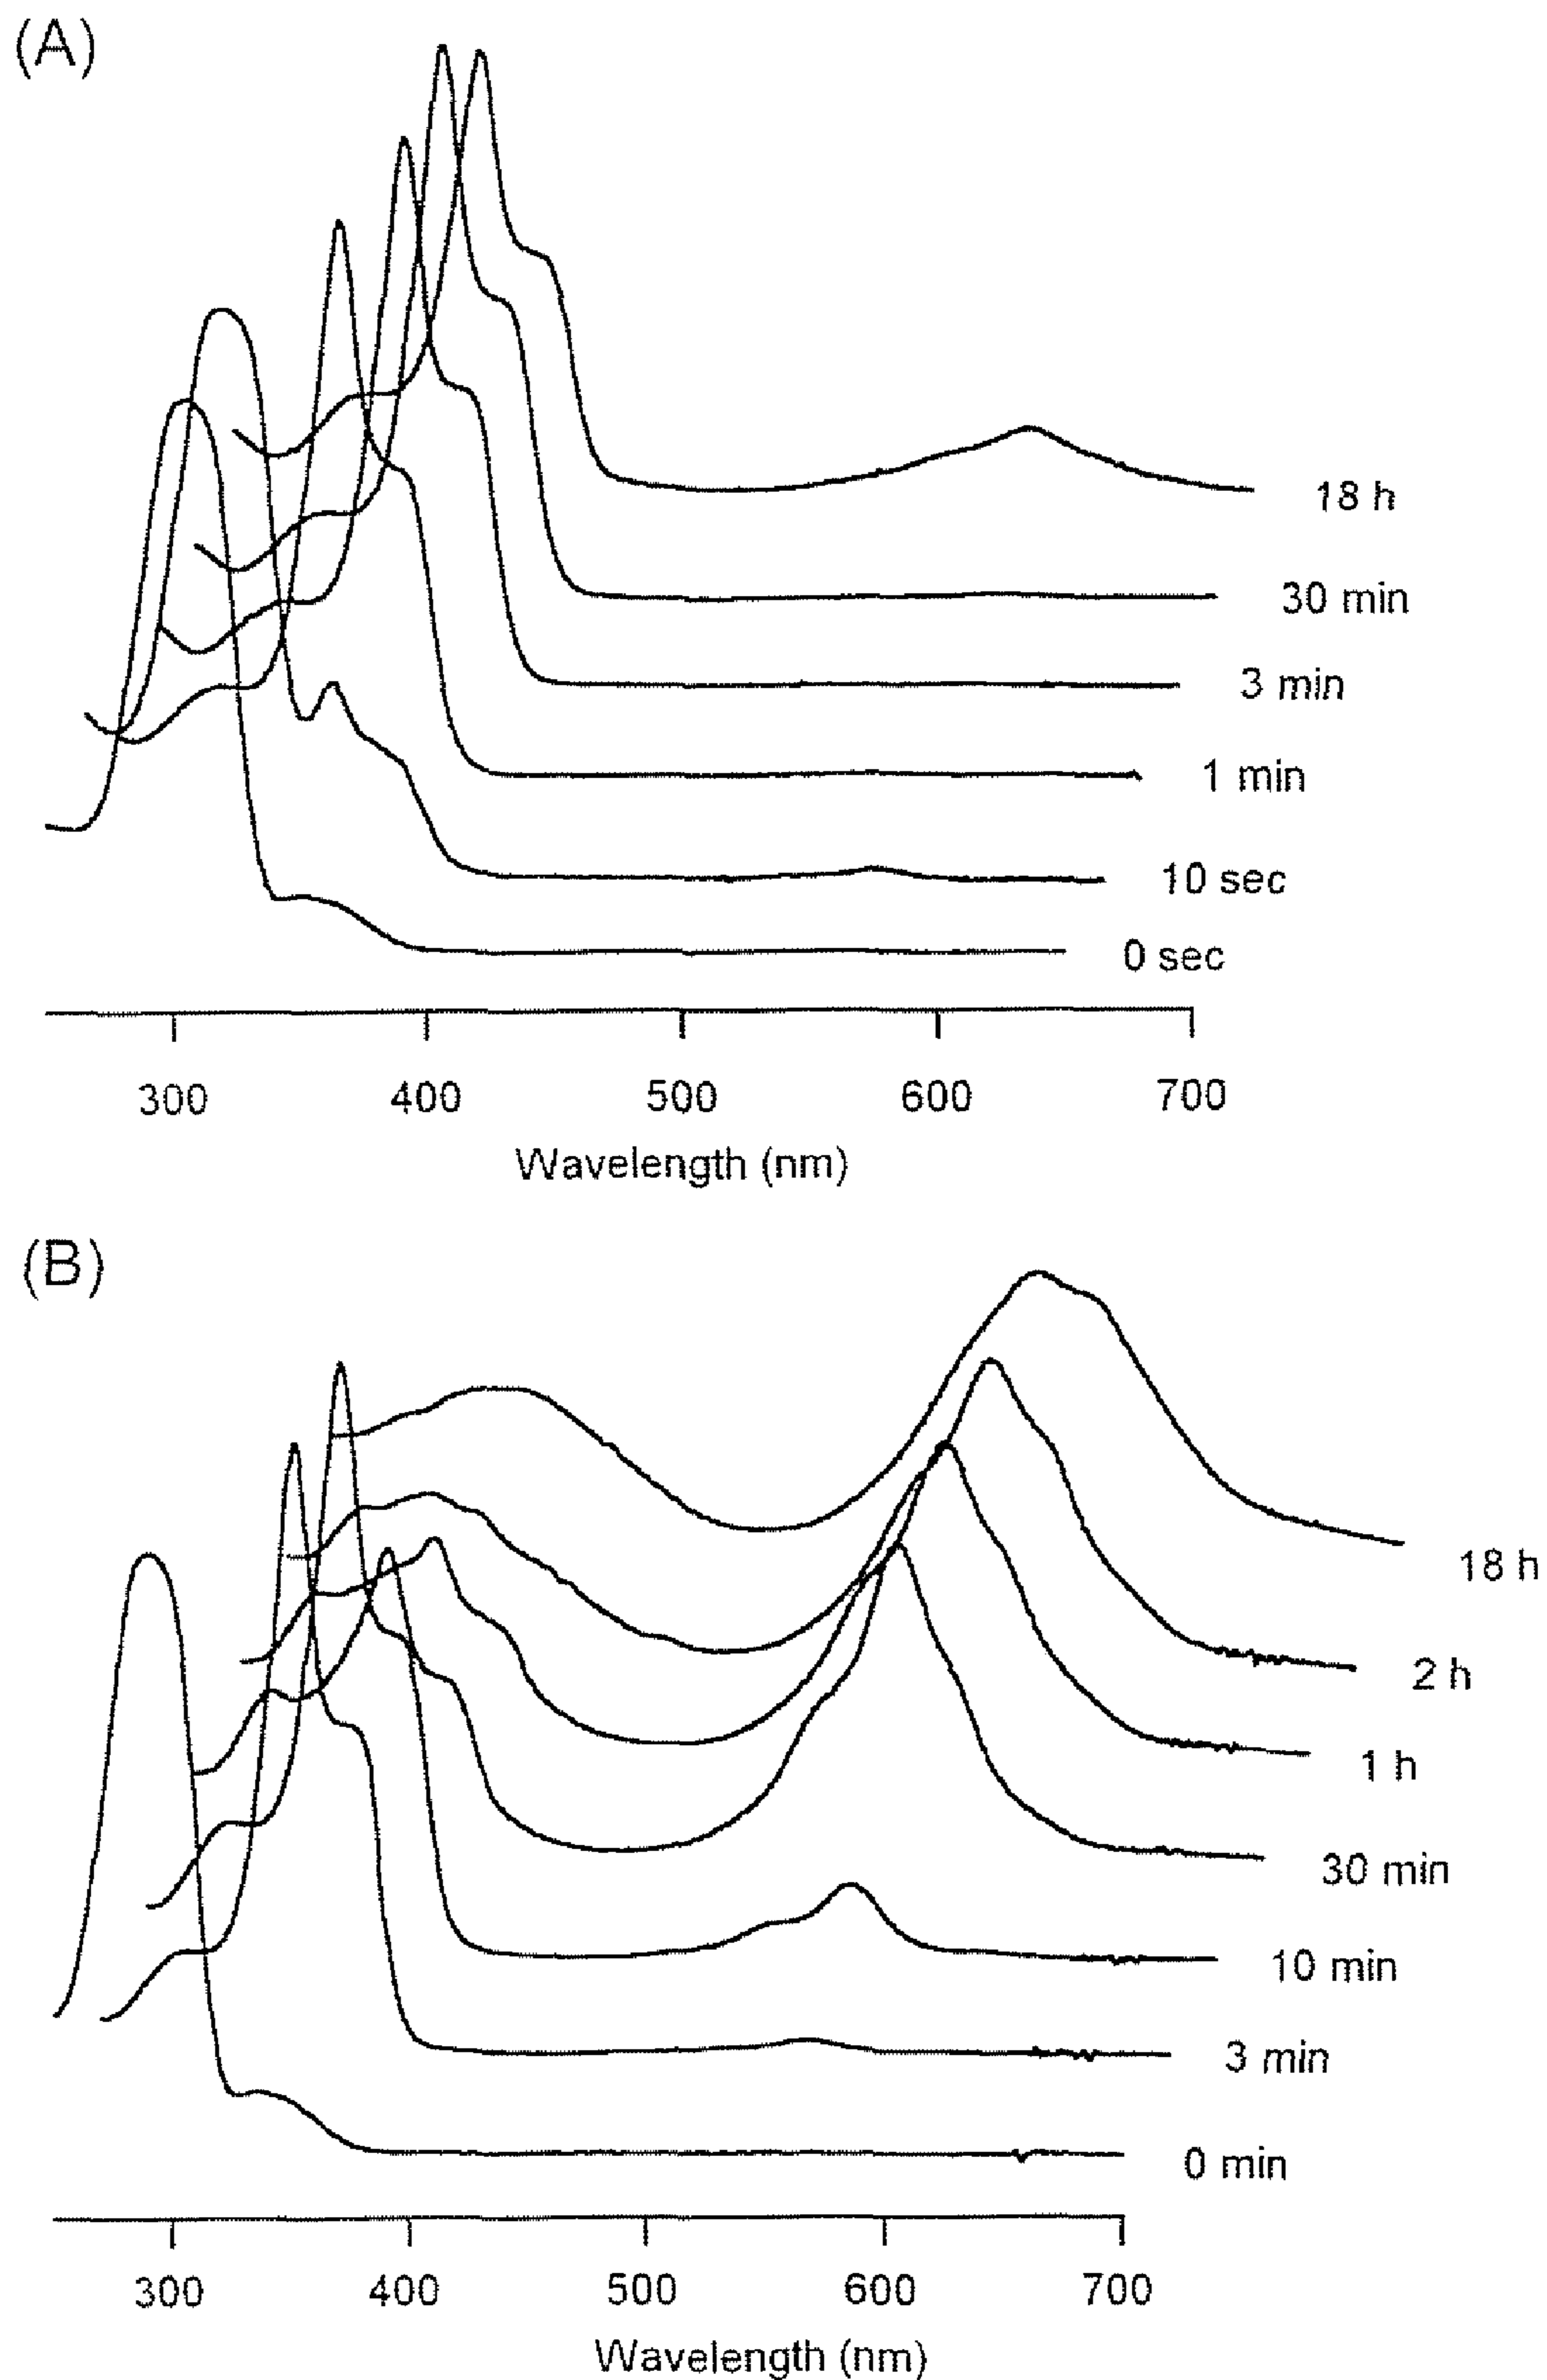 (A)
18 h
30 min
3 min
1 min
10 sec
0 sec
300 400 500 600 700
Wavelength (nm)
(B)
18 h
2 h
1 h
30 min
10 min
3 min
0 min
300 400 500 600 700
Wavelength (nm)